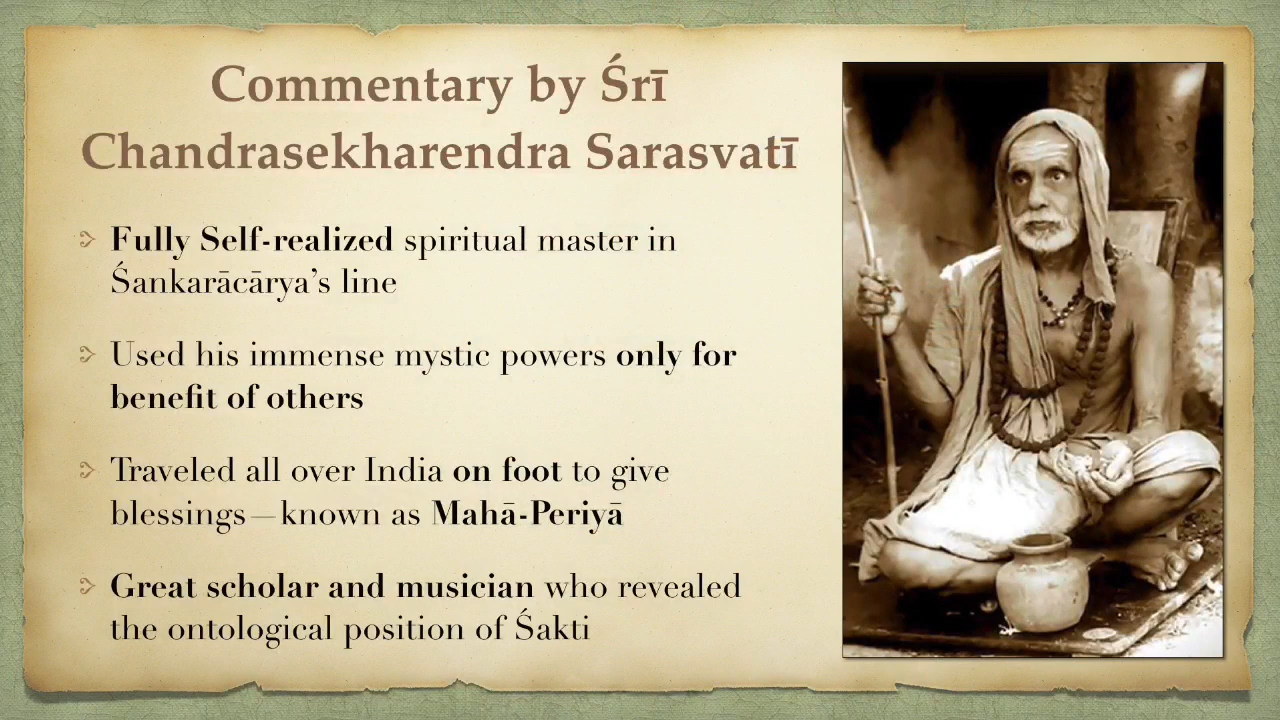 Commentary by Śrī
Chandrasekharendra Sarasvatī
Fully Self-realized spiritual master in
Śankarācārya’s line
Used his immense mystic powers only for
benefit of others
Traveled all over India on foot to give
blessings—known as Mahā-Periyā
Great scholar and musician who revealed
the ontological position of Śakti